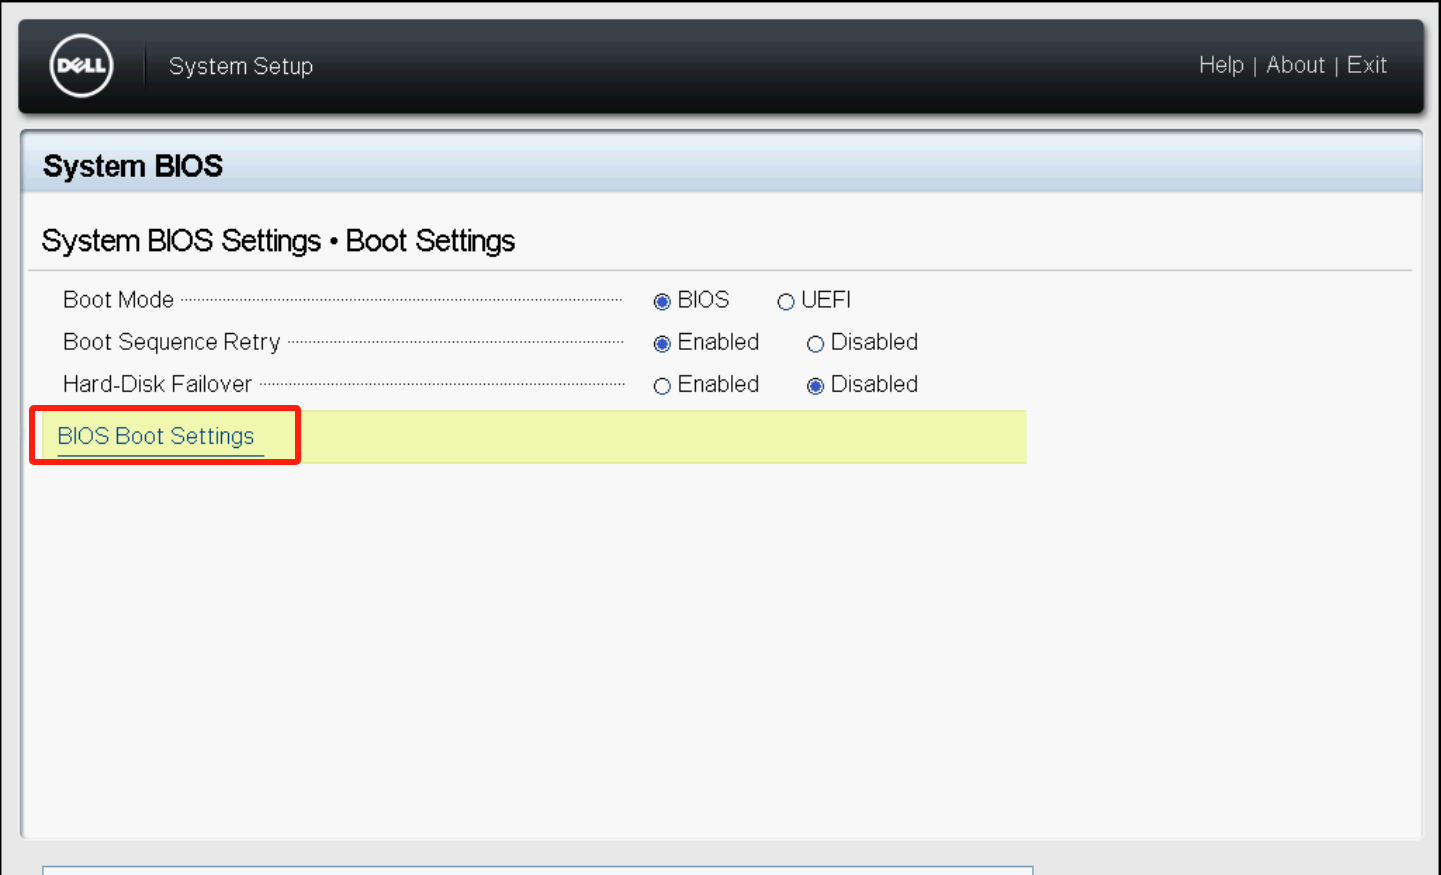 DELL
System Setup
Help | About | Exit
System BIOS
System BIOS Settings • Boot Settings
Boot Mode BIOS UEFI
Boot Sequence Retry Enabled Disabled
Hard-Disk Failover Enabled Disabled
BIOS Boot Settings